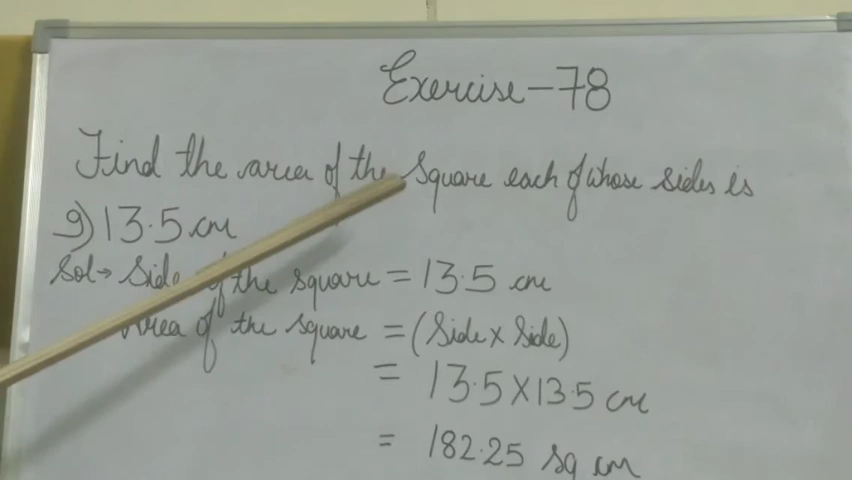 Exercise-78
Find the area of the square each of whose sides is
9) 13.5 cm
Sol→ Side of the square = 13.5 cm
Area of the square = (Side × Side)
= 13.5 × 13.5 cm
= 182.25 sq cm